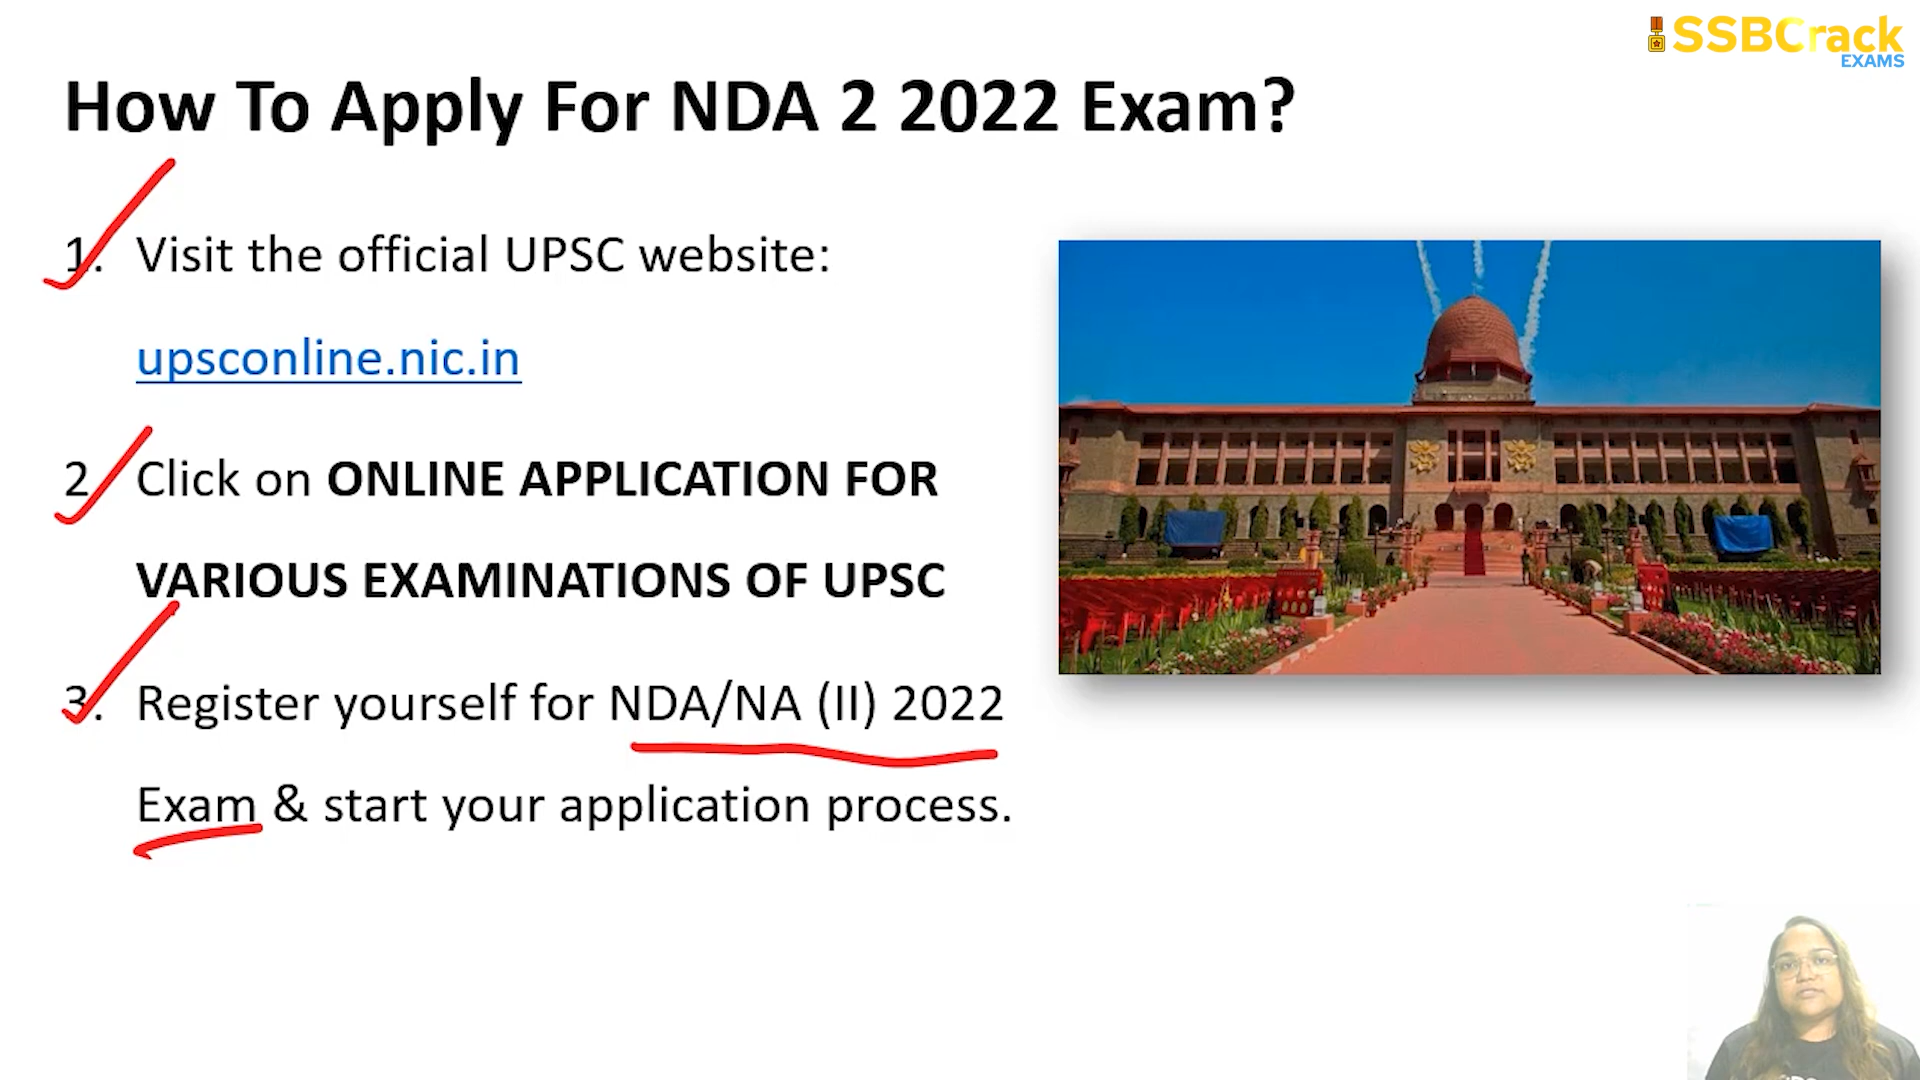 SSBCrack
EXAMS
How To Apply For NDA 2 2022 Exam?
1. Visit the official UPSC website:
upsconline.nic.in
2. Click on ONLINE APPLICATION FOR
VARIOUS EXAMINATIONS OF UPSC
3. Register yourself for NDA/NA (II) 2022
Exam & start your application process.